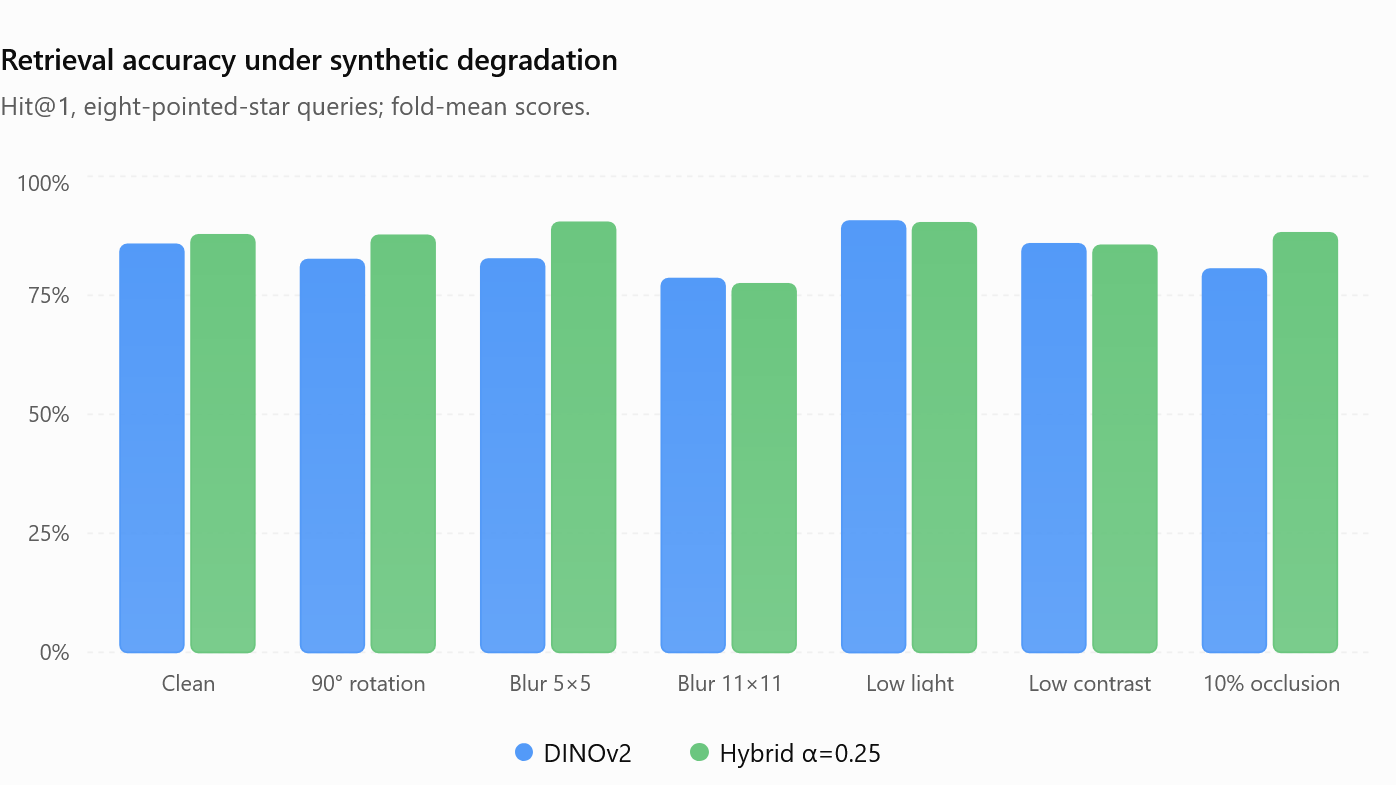 Retrieval accuracy under synthetic degradation
Hit@1, eight-pointed-star queries; fold-mean scores.
100%
75%
50%
25%
0%
Clean 90° rotation Blur 5×5 Blur 11×11 Low light Low contrast 10% occlusion
DINOv2 Hybrid α=0.25